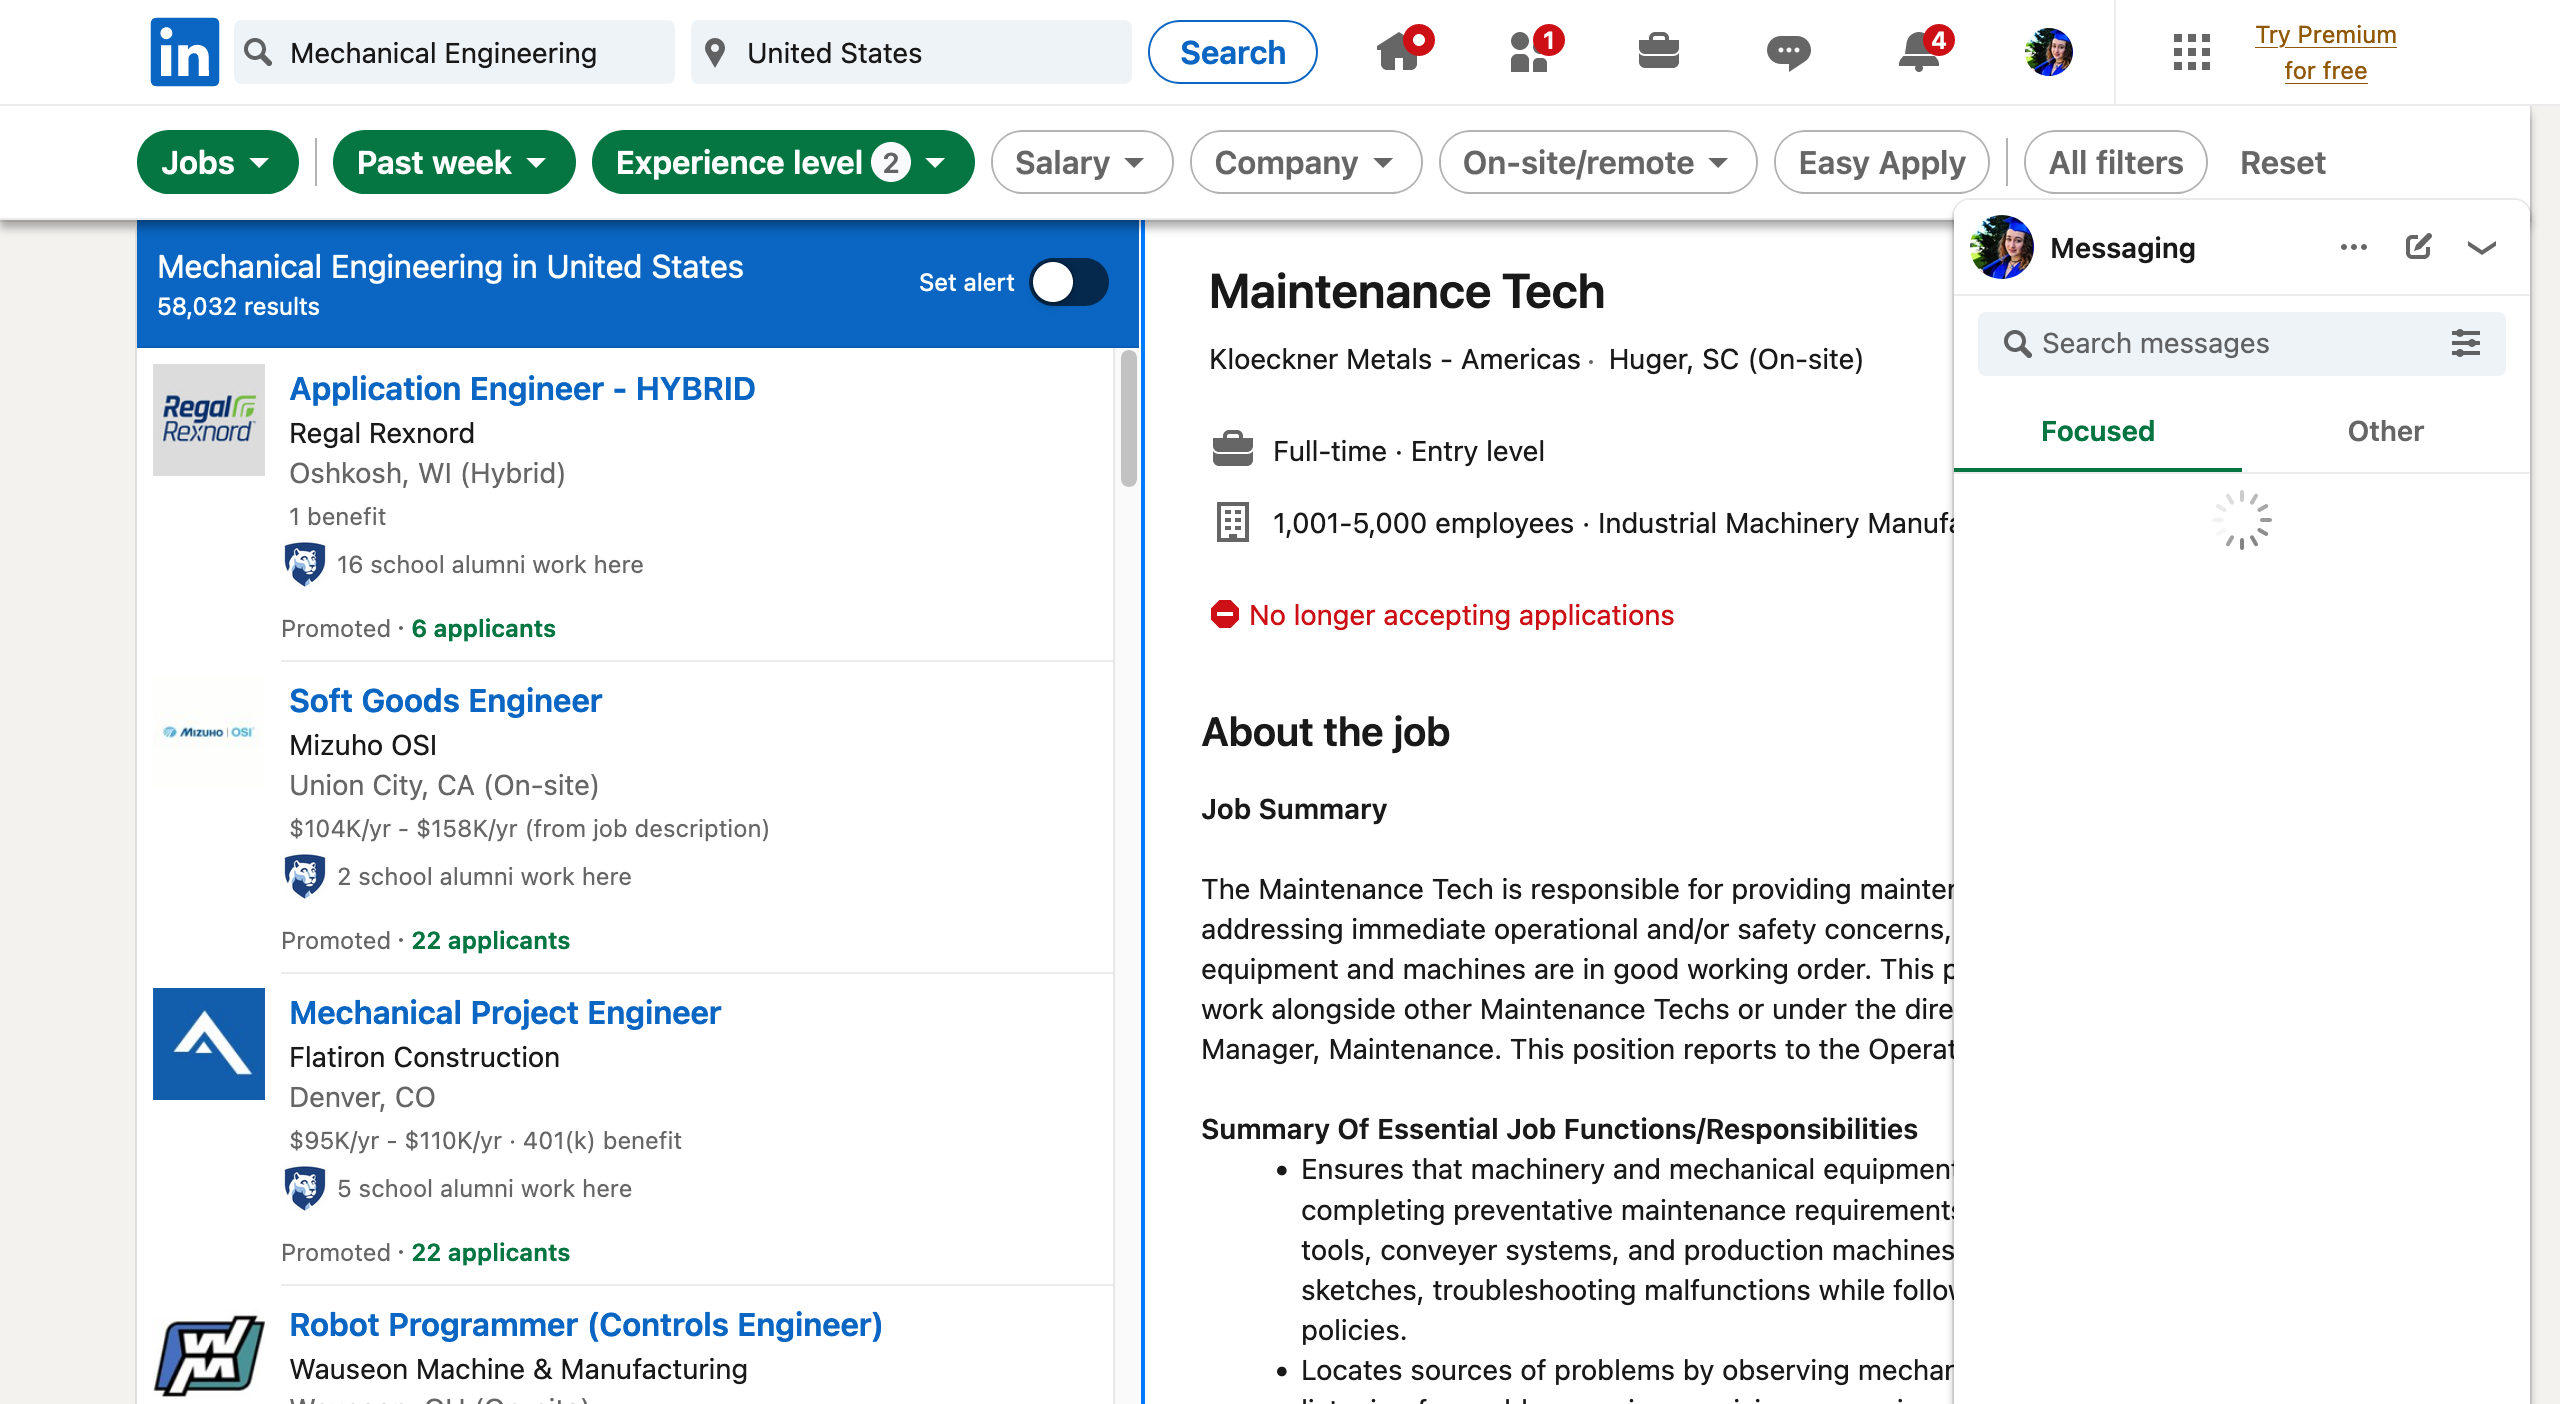 in Mechanical Engineering United States Search 1 4 Try Premium
for free
Jobs Past week Experience level 2 Salary Company On-site/remote Easy Apply All filters Reset
Mechanical Engineering in United States
58,032 results
Set alert
Regal
Rexnord
Application Engineer - HYBRID
Regal Rexnord
Oshkosh, WI (Hybrid)
1 benefit
16 school alumni work here
Promoted · 6 applicants
MIZUHO OSI
Soft Goods Engineer
Mizuho OSI
Union City, CA (On-site)
$104K/yr - $158K/yr (from job description)
2 school alumni work here
Promoted · 22 applicants
Mechanical Project Engineer
Flatiron Construction
Denver, CO
$95K/yr - $110K/yr · 401(k) benefit
5 school alumni work here
Promoted · 22 applicants
Robot Programmer (Controls Engineer)
Wauseon Machine & Manufacturing
Maintenance Tech
Kloeckner Metals - Americas · Huger, SC (On-site)
Full-time · Entry level
1,001-5,000 employees · Industrial Machinery Manufa
No longer accepting applications
About the job
Job Summary
The Maintenance Tech is responsible for providing mainten
addressing immediate operational and/or safety concerns,
equipment and machines are in good working order. This p
work alongside other Maintenance Techs or under the dire
Manager, Maintenance. This position reports to the Operat
Summary Of Essential Job Functions/Responsibilities
• Ensures that machinery and mechanical equipment
completing preventative maintenance requirements
tools, conveyer systems, and production machines
sketches, troubleshooting malfunctions while follow
policies.
• Locates sources of problems by observing mechan
Messaging
Search messages
Focused Other